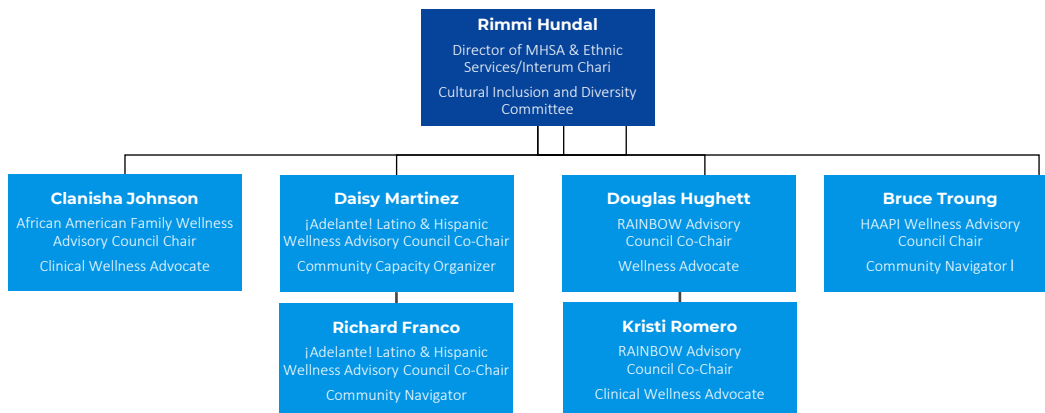 Rimmi Hundal
Director of MHSA & Ethnic
Services/Interum Chari
Cultural Inclusion and Diversity
Committee
Clanisha Johnson
African American Family Wellness
Advisory Council Chair
Clinical Wellness Advocate
Daisy Martinez
¡Adelante! Latino & Hispanic
Wellness Advisory Council Co-Chair
Community Capacity Organizer
Douglas Hughett
RAINBOW Advisory
Council Co-Chair
Wellness Advocate
Bruce Troung
HAAPI Wellness Advisory
Council Chair
Community Navigator l
Richard Franco
¡Adelante! Latino & Hispanic
Wellness Advisory Council Co-Chair
Community Navigator
Kristi Romero
RAINBOW Advisory
Council Co-Chair
Clinical Wellness Advocate